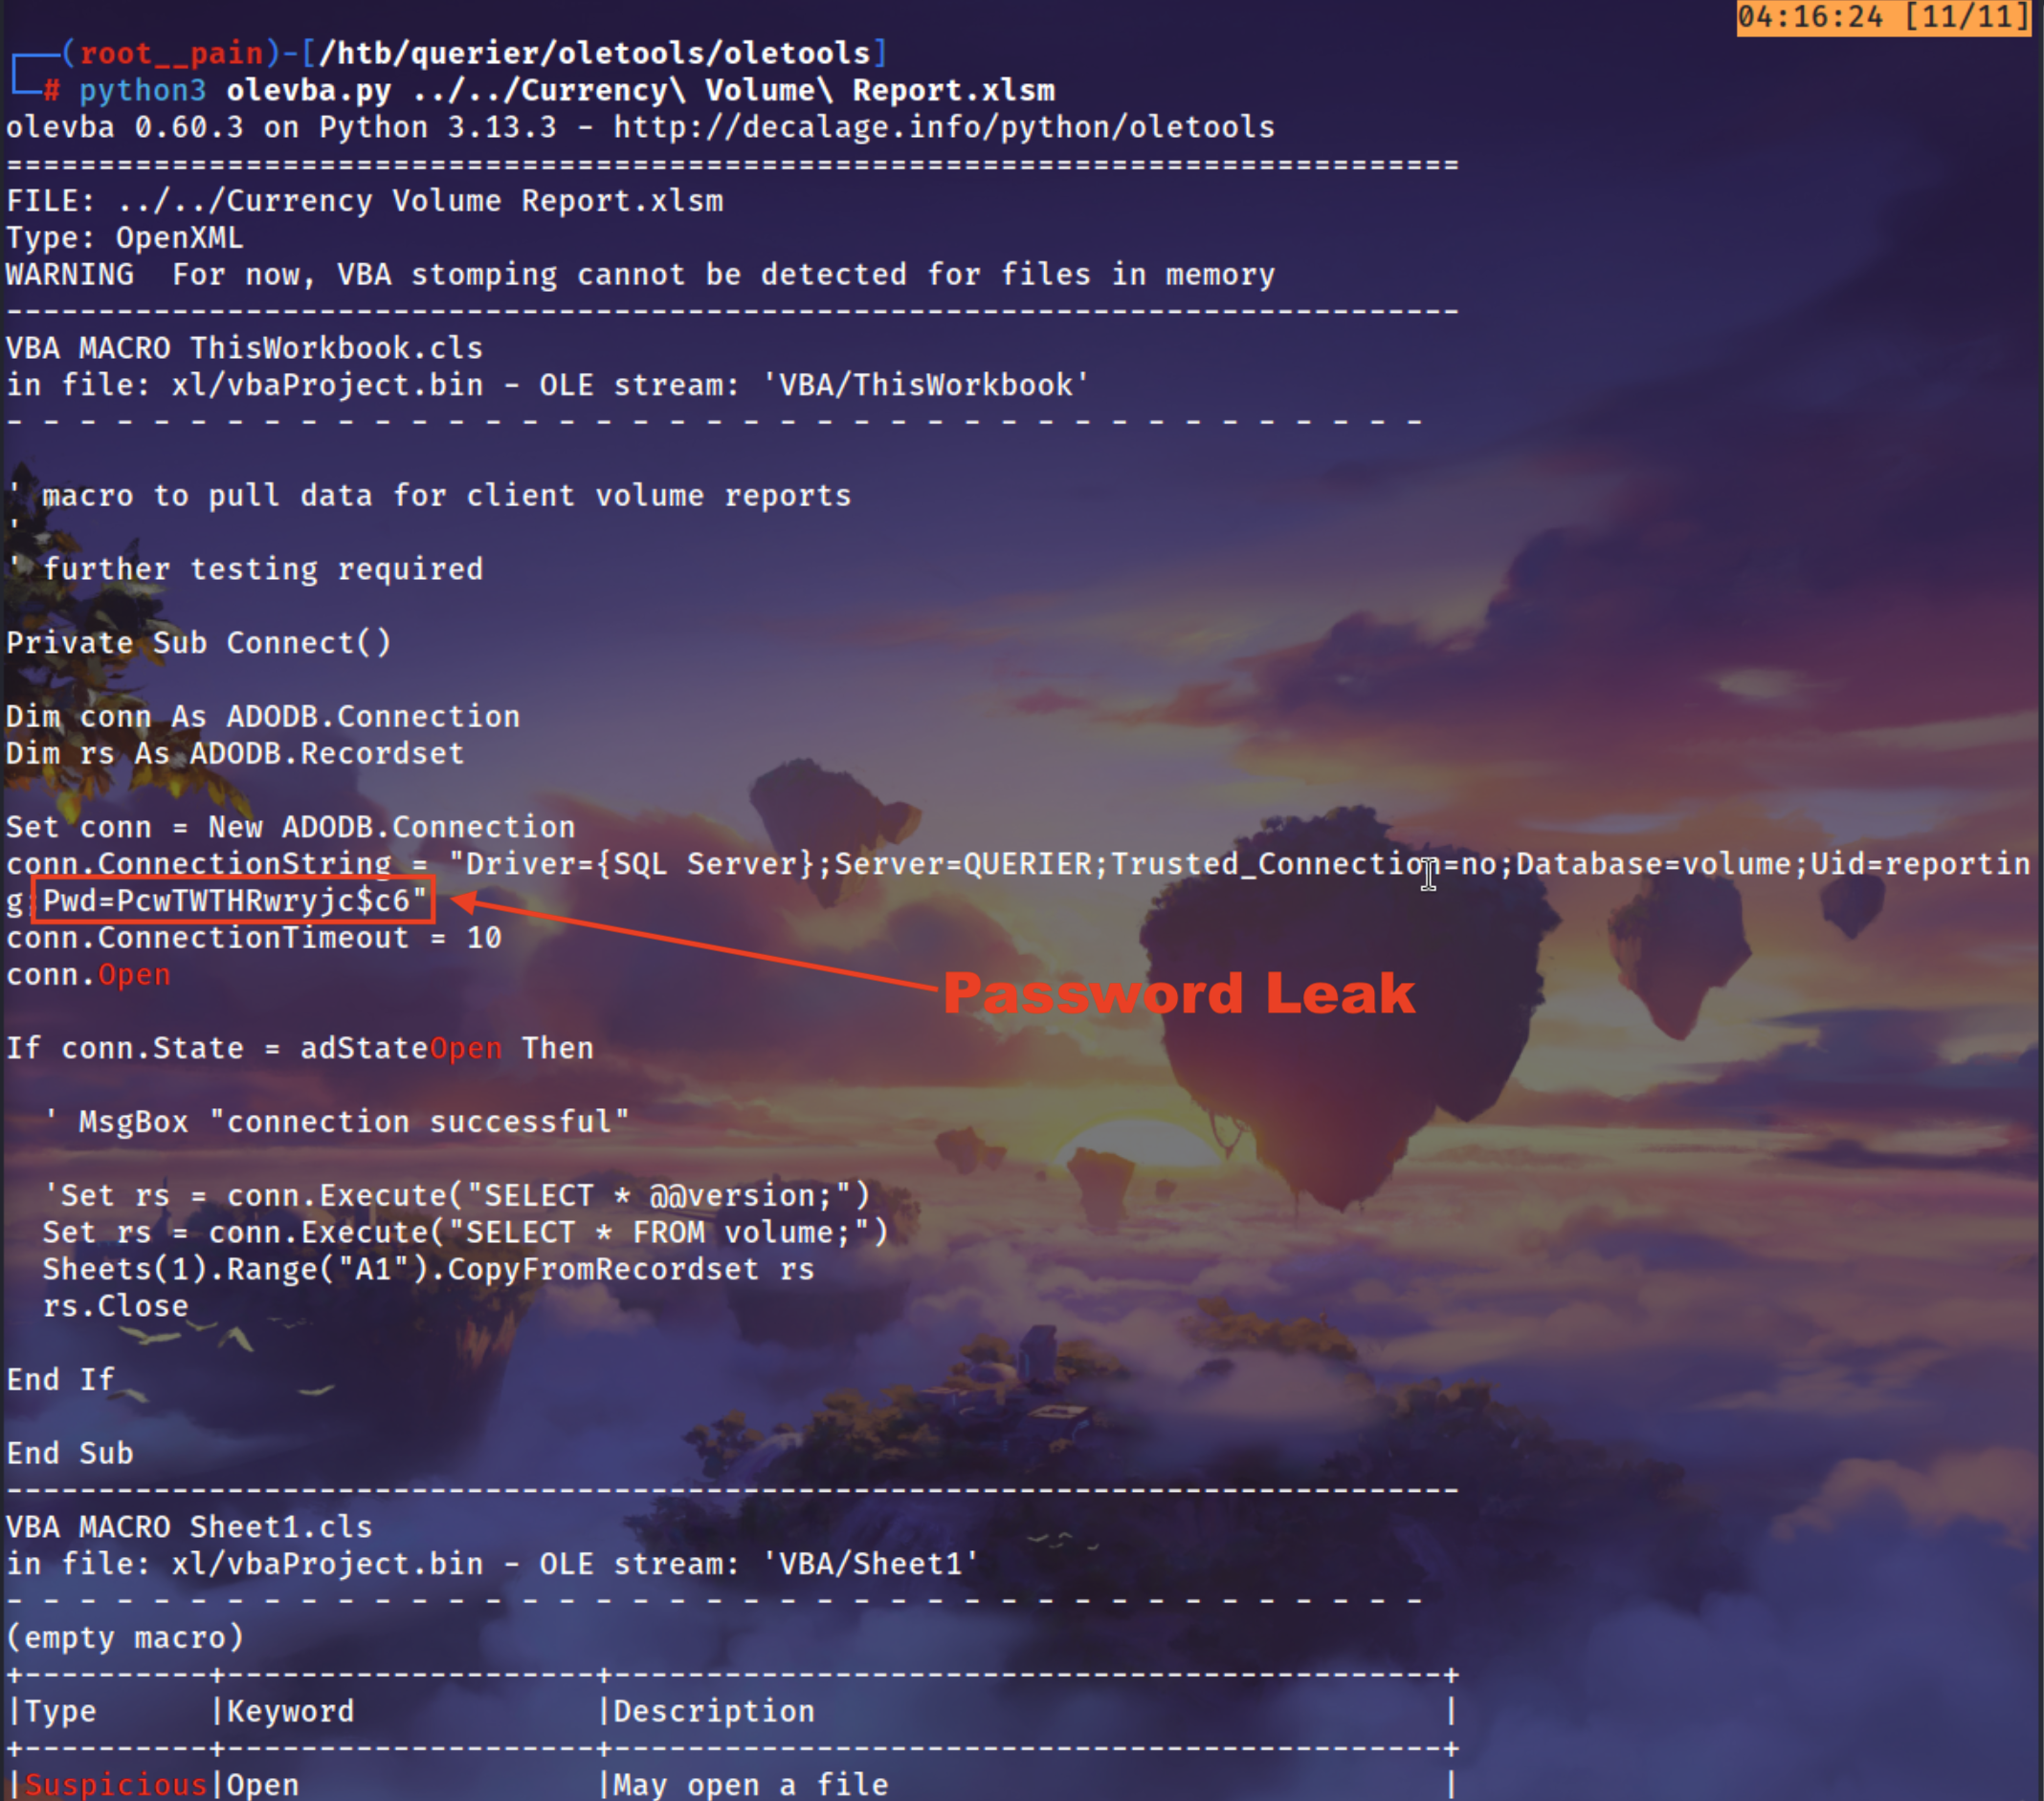 04:16:24 [11/11]
┌──(root__pain)-[/htb/querier/oletools/oletools]
└─# python3 olevba.py ../../Currency\ Volume\ Report.xlsm
olevba 0.60.3 on Python 3.13.3 - http://decalage.info/python/oletools
===============================================================================
FILE: ../../Currency Volume Report.xlsm
Type: OpenXML
WARNING  For now, VBA stomping cannot be detected for files in memory
-------------------------------------------------------------------------------
VBA MACRO ThisWorkbook.cls
in file: xl/vbaProject.bin - OLE stream: 'VBA/ThisWorkbook'
- - - - - - - - - - - - - - - - - - - - - - - - - - - - - - - - - - - - - - -
' macro to pull data for client volume reports
'
' further testing required
Private Sub Connect()
Dim conn As ADODB.Connection
Dim rs As ADODB.Recordset
Set conn = New ADODB.Connection
conn.ConnectionString = "Driver={SQL Server};Server=QUERIER;Trusted_Connection=no;Database=volume;Uid=reportin
g;Pwd=PcwTWTHRwryjc$c6"
conn.ConnectionTimeout = 10
conn.Open
Password Leak
If conn.State = adStateOpen Then
  ' MsgBox "connection successful"
  'Set rs = conn.Execute("SELECT * @@version;")
  Set rs = conn.Execute("SELECT * FROM volume;")
  Sheets(1).Range("A1").CopyFromRecordset rs
  rs.Close
End If
End Sub
-------------------------------------------------------------------------------
VBA MACRO Sheet1.cls
in file: xl/vbaProject.bin - OLE stream: 'VBA/Sheet1'
- - - - - - - - - - - - - - - - - - - - - - - - - - - - - - - - - - - - - - -
(empty macro)
+----------+--------------------+---------------------------------------------+
|Type      |Keyword             |Description                                  |
+----------+--------------------+---------------------------------------------+
|Suspicious|Open                |May open a file                              |